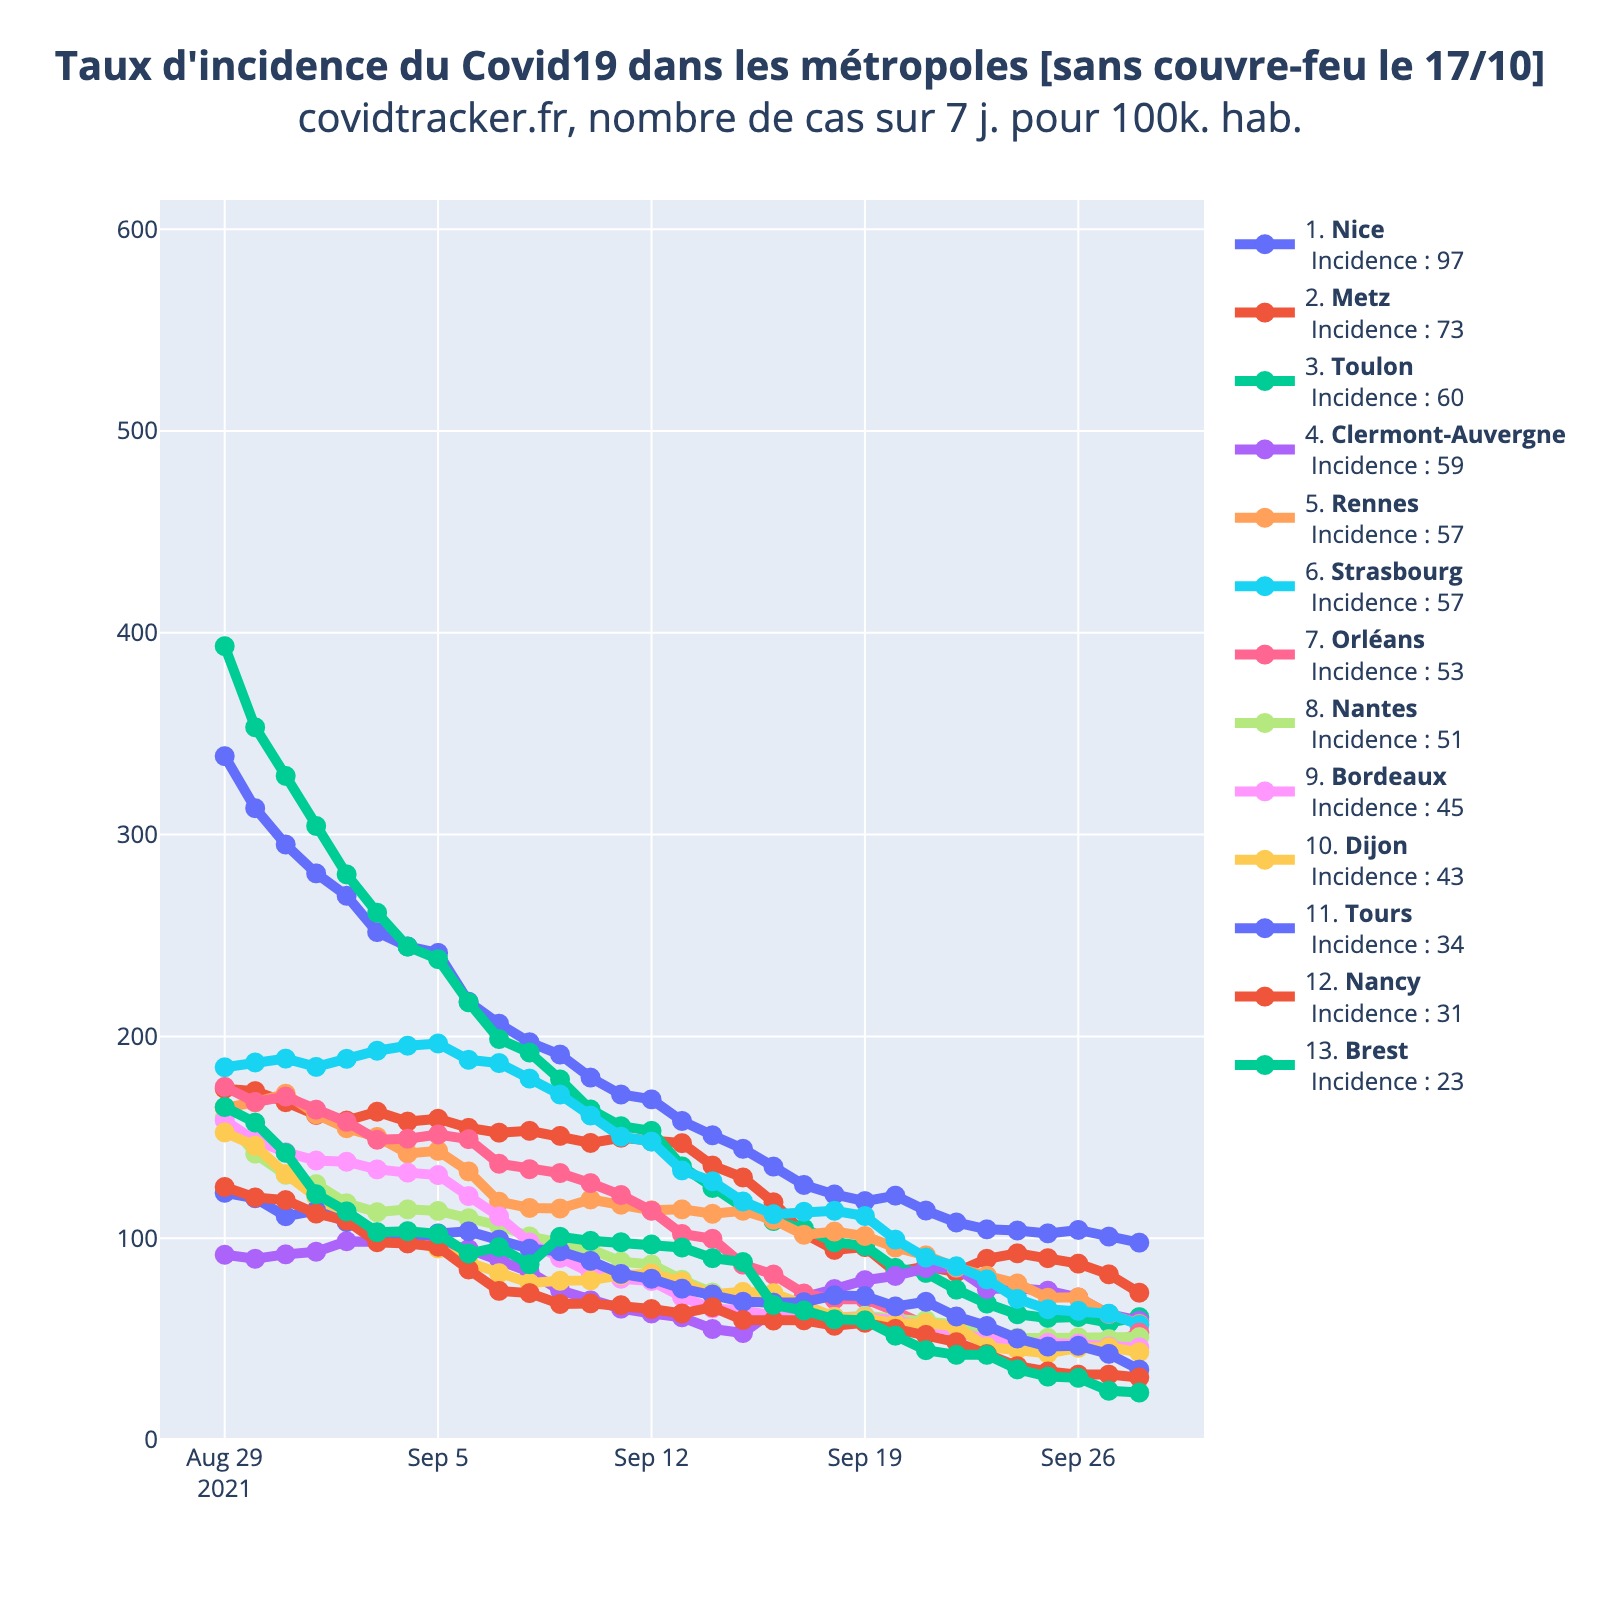 Taux d'incidence du Covid19 dans les métropoles [sans couvre-feu le 17/10]
covidtracker.fr, nombre de cas sur 7 j. pour 100k. hab.
600
500
400
300
200
100
0
Aug 29
2021
Sep 5
Sep 12
Sep 19
Sep 26
1. Nice
Incidence : 97
2. Metz
Incidence : 73
3. Toulon
Incidence : 60
4. Clermont-Auvergne
Incidence : 59
5. Rennes
Incidence : 57
6. Strasbourg
Incidence : 57
7. Orléans
Incidence : 53
8. Nantes
Incidence : 51
9. Bordeaux
Incidence : 45
10. Dijon
Incidence : 43
11. Tours
Incidence : 34
12. Nancy
Incidence : 31
13. Brest
Incidence : 23